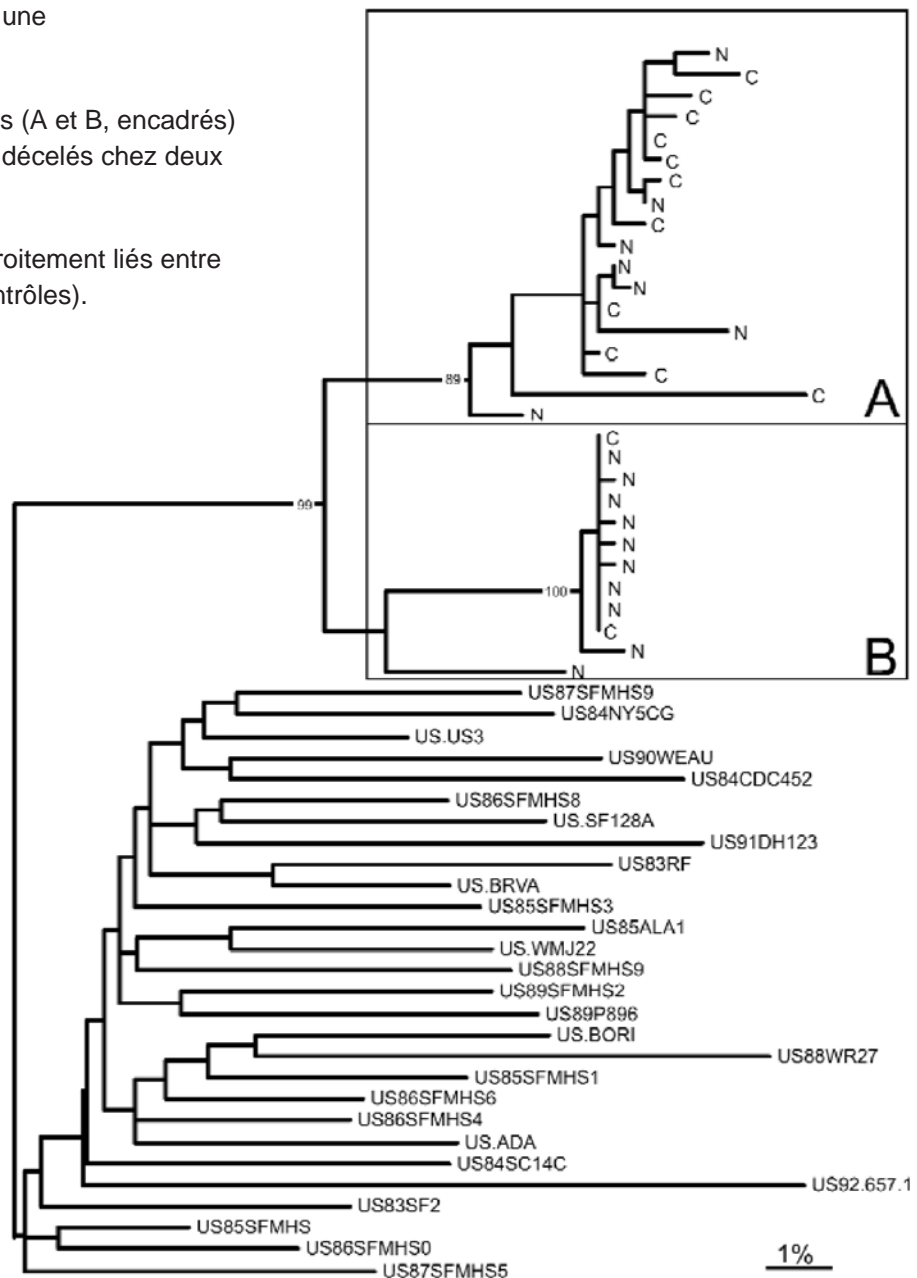 une
s (A et B, encadrés)
décelés chez deux
roitement liés entre
ntrôles).
N
C
C
C
C
C
C
N
C
N
N
N
C
N
C
C
C
N
89
A
C
N
N
N
N
N
N
N
N
C
N
N
99
100
B
US87SFMHS9
US84NY5CG
US.US3
US90WEAU
US84CDC452
US86SFMHS8
US.SF128A
US91DH123
US83RF
US.BRVA
US85SFMHS3
US85ALA1
US.WMJ22
US88SFMHS9
US89SFMHS2
US89P896
US.BORI
US88WR27
US85SFMHS1
US86SFMHS6
US86SFMHS4
US.ADA
US84SC14C
US92.657.1
US83SF2
US85SFMHS
US86SFMHS0
US87SFMHS5
1%